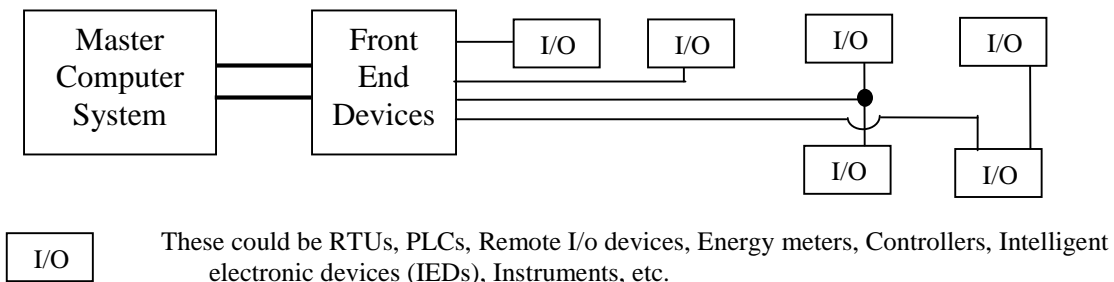 Master
Computer
System
Front
End
Devices
I/O
I/O
I/O
I/O
I/O
I/O
I/O
These could be RTUs, PLCs, Remote I/o devices, Energy meters, Controllers, Intelligent
electronic devices (IEDs), Instruments, etc.